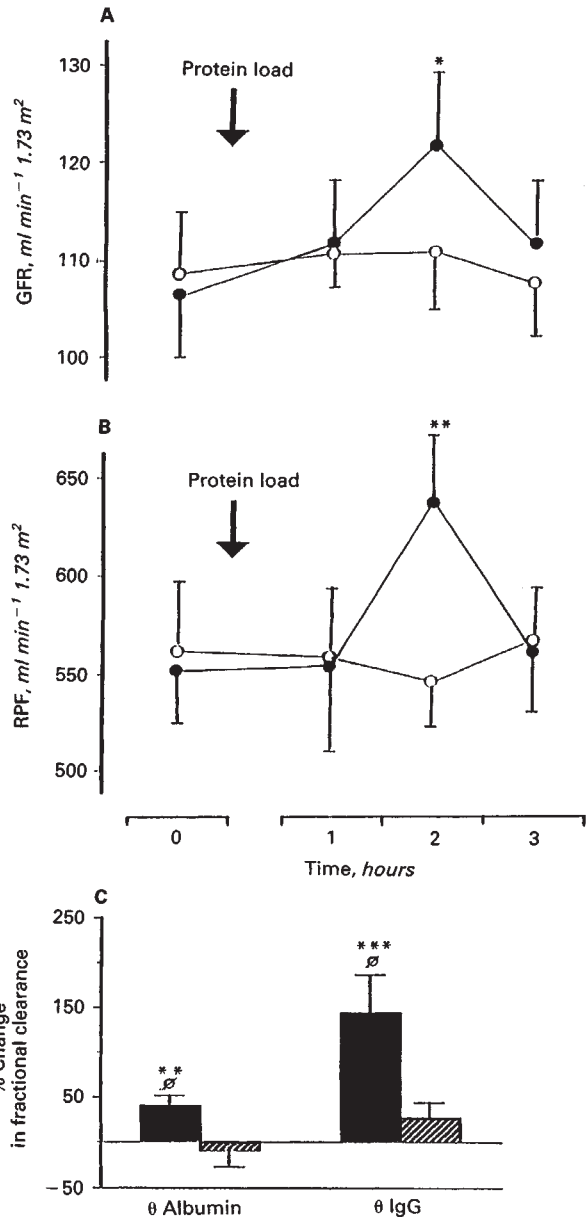 A
130
Protein load
*
120
GFR, ml min⁻¹ 1.73 m²
110
100
B
**
650
Protein load
600
RPF, ml min⁻¹ 1.73 m²
550
500
0 1 2 3
Time, hours
C
250
***
ø
150
% Change
in fractional clearance
**
ø
50
−50
θ Albumin θ IgG